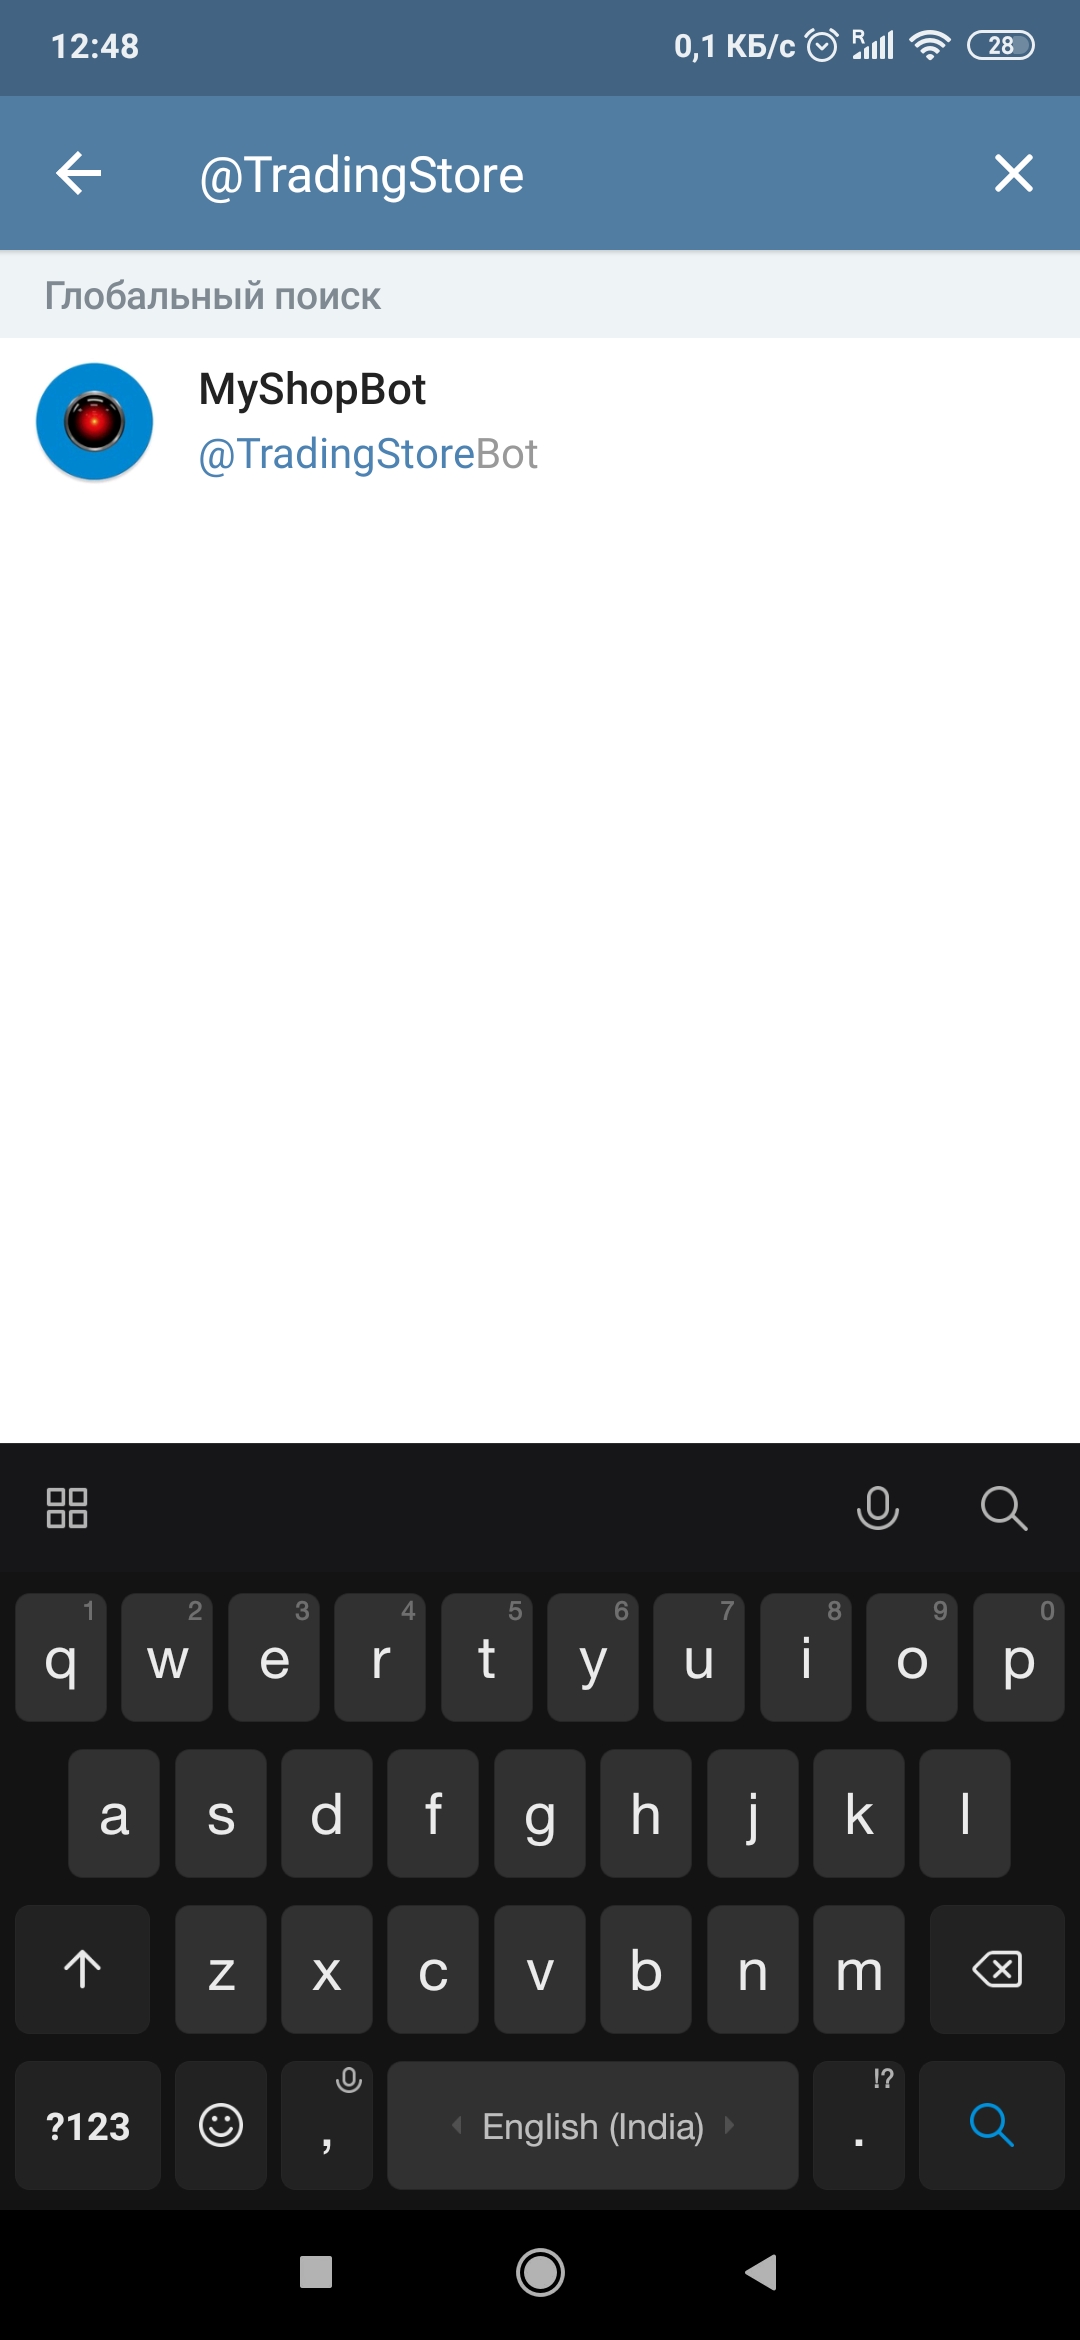 12:48
0,1 КБ/с R 28
@TradingStore
Глобальный поиск
MyShopBot
@TradingStoreBot
1 2 3 4 5 6 7 8 9 0
q w e r t y u i o p
a s d f g h j k l
z x c v b n m
!?
?123 , English (India) .